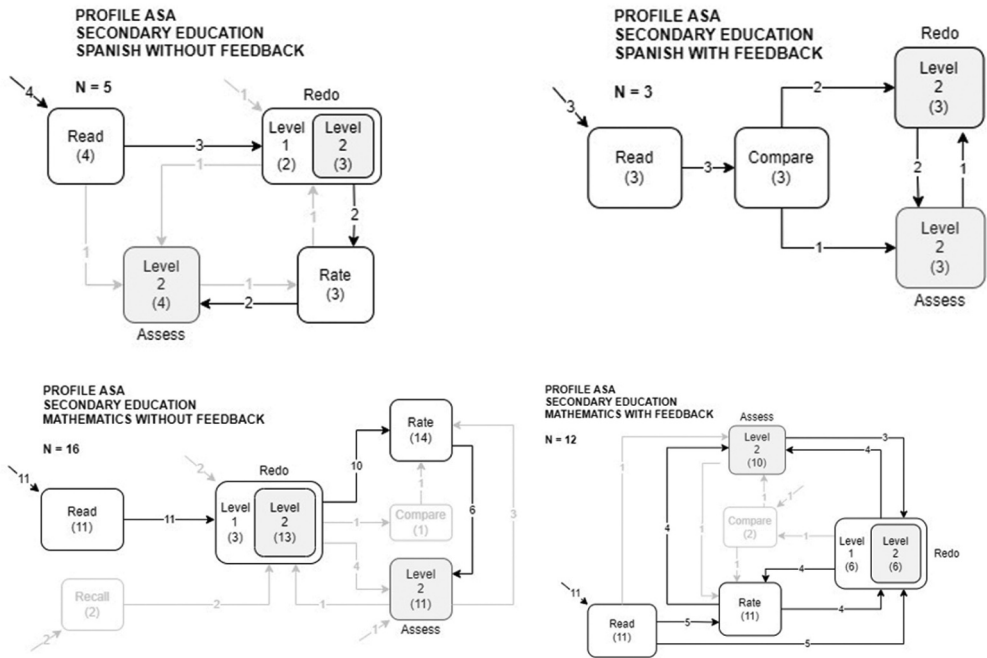 PROFILE ASA
SECONDARY EDUCATION
SPANISH WITHOUT FEEDBACK
N = 5
4
1
Redo
Read
(4)
3
Level
1
(2)
Level
2
(3)
1
1
1
2
Level
2
(4)
1
2
Rate
(3)
Assess
PROFILE ASA
SECONDARY EDUCATION
SPANISH WITH FEEDBACK
N = 3
3
Redo
2
Level
2
(3)
Read
(3)
3
Compare
(3)
2
1
1
Level
2
(3)
Assess
PROFILE ASA
SECONDARY EDUCATION
MATHEMATICS WITHOUT FEEDBACK
N = 16
11
2
Redo
Rate
(14)
10
Read
(11)
11
Level
1
(3)
Level
2
(13)
1
1
Compare
(1)
6
3
4
Recall
(2)
2
2
1
Level
2
(11)
1
Assess
PROFILE ASA
SECONDARY EDUCATION
MATHEMATICS WITH FEEDBACK
N = 12
Assess
Level
2
(10)
3
4
1
1
1
1
Compare
(2)
1
1
4
Level
1
(6)
Level
2
(6)
Redo
4
11
Read
(11)
5
Rate
(11)
4
5